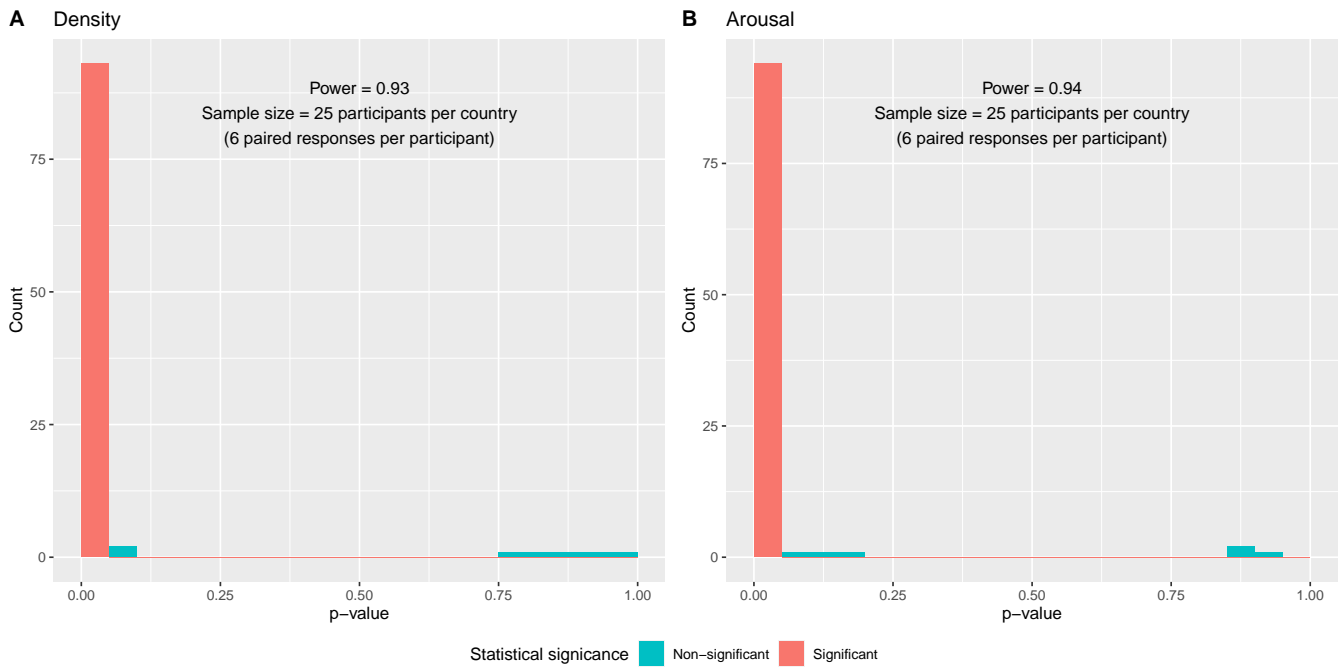 A Density
Power = 0.93
Sample size = 25 participants per country
(6 paired responses per participant)
Count
75
50
25
0
0.00 0.25 0.50 0.75 1.00
p-value
B Arousal
Power = 0.94
Sample size = 25 participants per country
(6 paired responses per participant)
Count
75
50
25
0
0.00 0.25 0.50 0.75 1.00
p-value
Statistical signicance Non-significant Significant